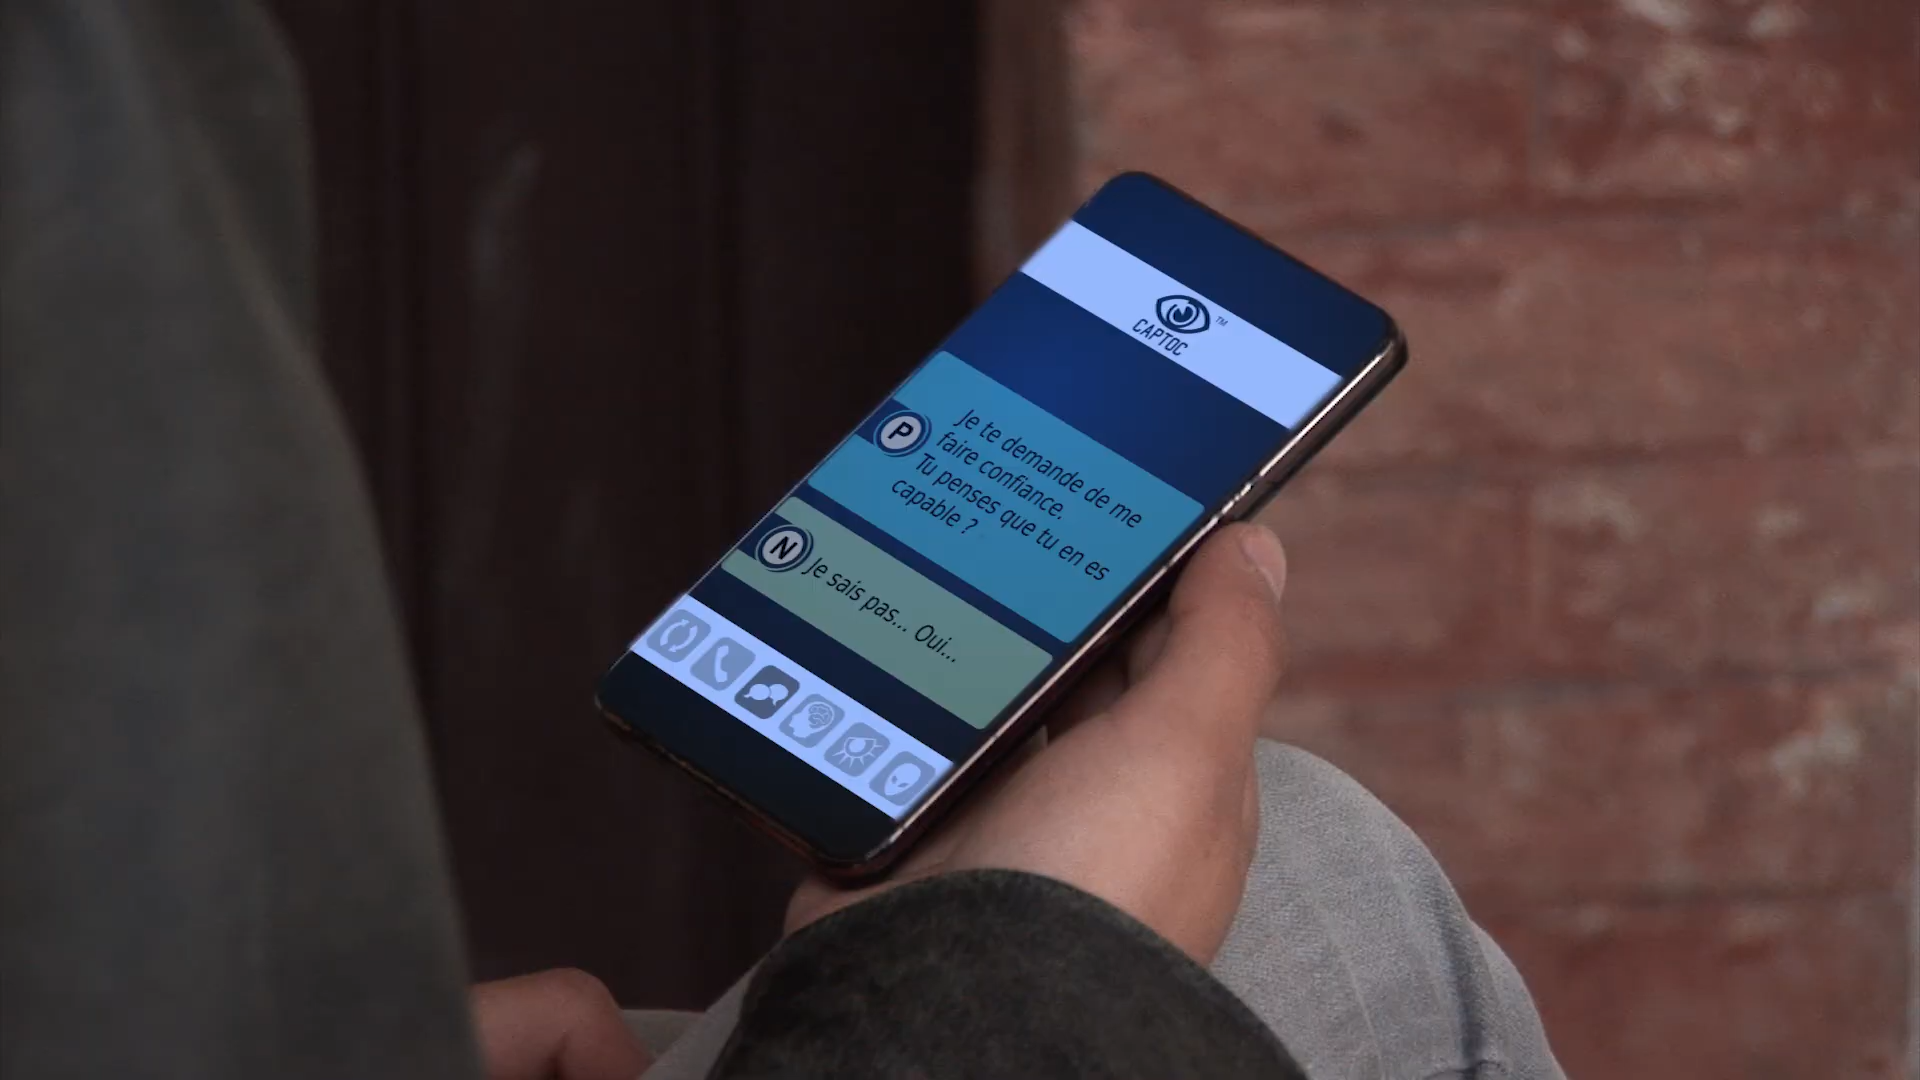 CAPTOC ™
P
Je te demande de me
faire confiance.
Tu penses que tu en es
capable ?
N
Je sais pas... Oui...